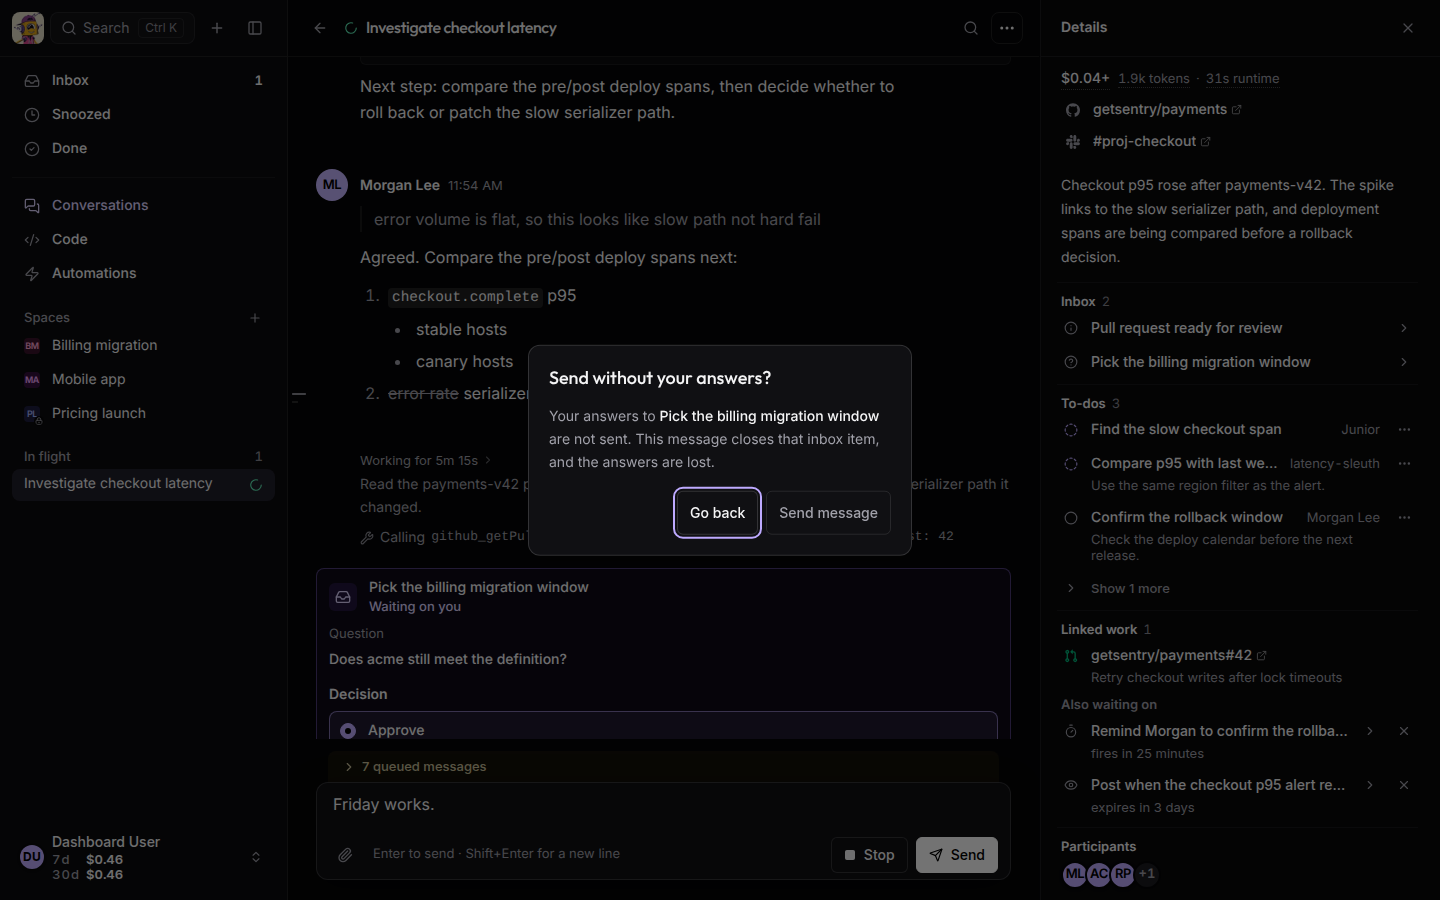 Search Ctrl K
Inbox 1
Snoozed
Done
Conversations
Code
Automations
Spaces
BM Billing migration
MA Mobile app
PL Pricing launch
In flight 1
Investigate checkout latency
DU Dashboard User
7d $0.46
30d $0.46
Investigate checkout latency
Next step: compare the pre/post deploy spans, then decide whether to
roll back or patch the slow serializer path.
ML Morgan Lee 11:54 AM
error volume is flat, so this looks like slow path not hard fail
Agreed. Compare the pre/post deploy spans next:
1. checkout.complete p95
• stable hosts
• canary hosts
2. error rate serializer
Working for 5m 15s
Read the payments-v42 p erializer path it
changed.
Calling github_getPul st: 42
Send without your answers?
Your answers to Pick the billing migration window
are not sent. This message closes that inbox item,
and the answers are lost.
Go back Send message
Pick the billing migration window
Waiting on you
Question
Does acme still meet the definition?
Decision
Approve
7 queued messages
Friday works.
Enter to send · Shift+Enter for a new line
Stop Send
Details
$0.04+ 1.9k tokens · 31s runtime
getsentry/payments
#proj-checkout
Checkout p95 rose after payments-v42. The spike
links to the slow serializer path, and deployment
spans are being compared before a rollback
decision.
Inbox 2
Pull request ready for review
Pick the billing migration window
To-dos 3
Find the slow checkout span Junior
Compare p95 with last we... latency-sleuth
Use the same region filter as the alert.
Confirm the rollback window Morgan Lee
Check the deploy calendar before the next
release.
Show 1 more
Linked work 1
getsentry/payments#42
Retry checkout writes after lock timeouts
Also waiting on
Remind Morgan to confirm the rollba...
fires in 25 minutes
Post when the checkout p95 alert re...
expires in 3 days
Participants
ML AC RP +1